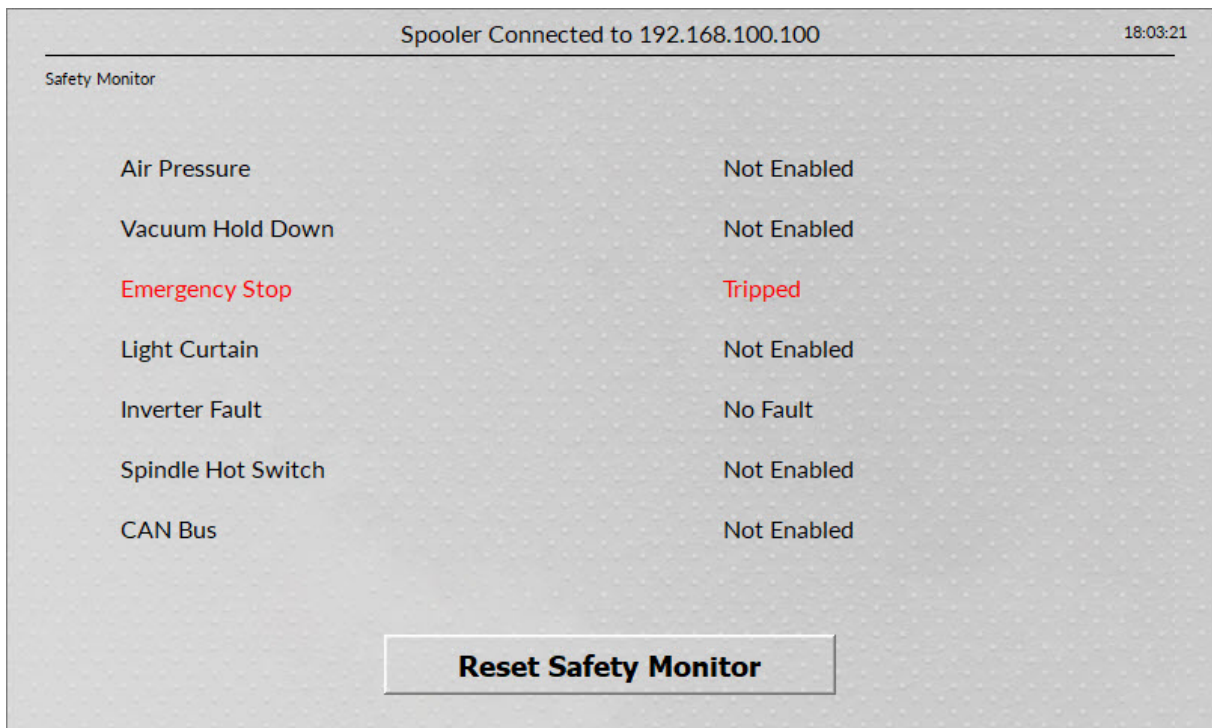 Spooler Connected to 192.168.100.100 18:03:21
Safety Monitor
Air Pressure Not Enabled
Vacuum Hold Down Not Enabled
Emergency Stop Tripped
Light Curtain Not Enabled
Inverter Fault No Fault
Spindle Hot Switch Not Enabled
CAN Bus Not Enabled
Reset Safety Monitor